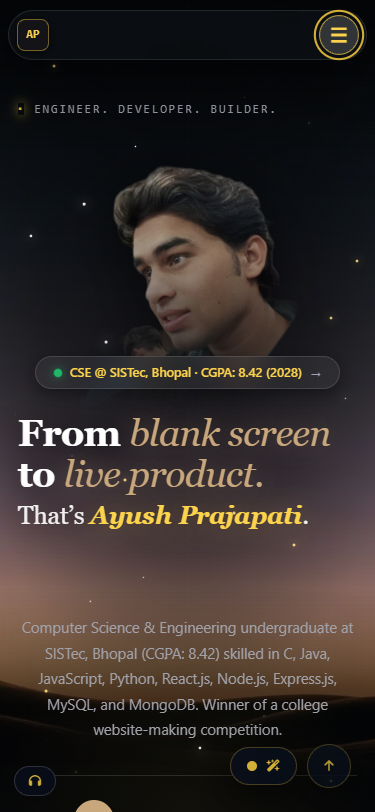 AP
ENGINEER. DEVELOPER. BUILDER.
CSE @ SISTec, Bhopal · CGPA: 8.42 (2028) →
From blank screen
to live product.
That's Ayush Prajapati.
Computer Science & Engineering undergraduate at
SISTec, Bhopal (CGPA: 8.42) skilled in C, Java,
JavaScript, Python, React.js, Node.js, Express.js,
MySQL, and MongoDB. Winner of a college
website-making competition.